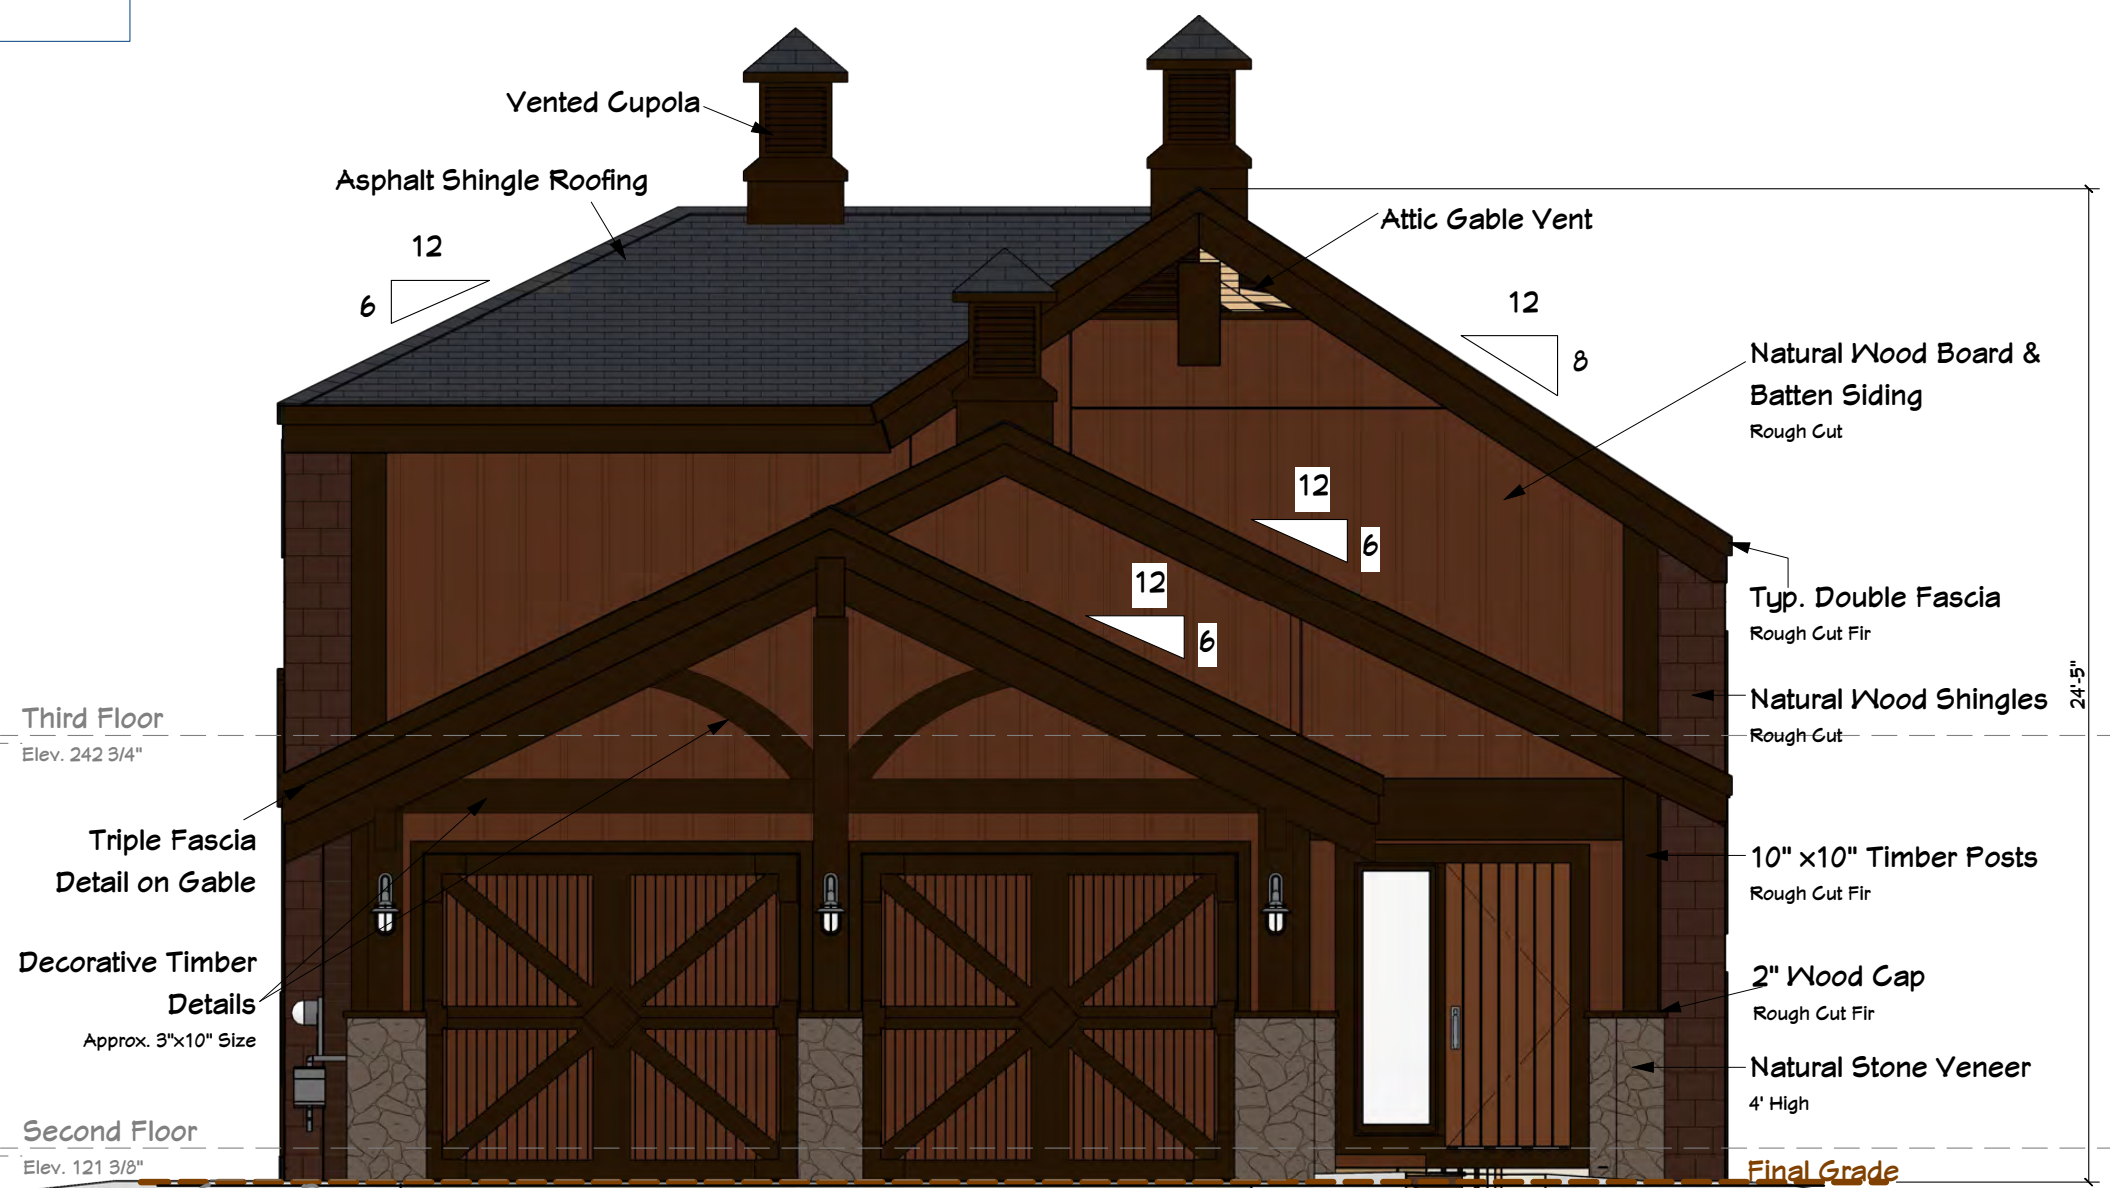 Vented Cupola
Asphalt Shingle Roofing
12
6
Attic Gable Vent
12
8
Natural Wood Board &
Batten Siding
Rough Cut
12
6
12
6
Typ. Double Fascia
Rough Cut Fir
Natural Wood Shingles
Rough Cut
24'-5"
Third Floor
Elev. 242 3/4"
Triple Fascia
Detail on Gable
10" x10" Timber Posts
Rough Cut Fir
Decorative Timber
Details
Approx. 3"x10" Size
2" Wood Cap
Rough Cut Fir
Natural Stone Veneer
4' High
Second Floor
Elev. 121 3/8"
Final Grade